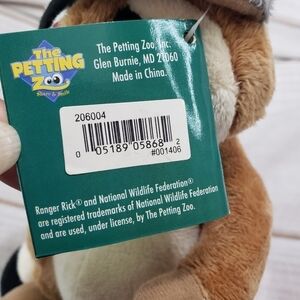 The
PETTING
Zoo
The Petting Zoo, Inc.
Glen Burnie, MD 21060
Made in China.
206004
0 05189 05868 2
#001406
Ranger Rick® and National Wildlife Federation®
are registered trademarks of National Wildlife Federation
and are used, under license, by The Petting Zoo.